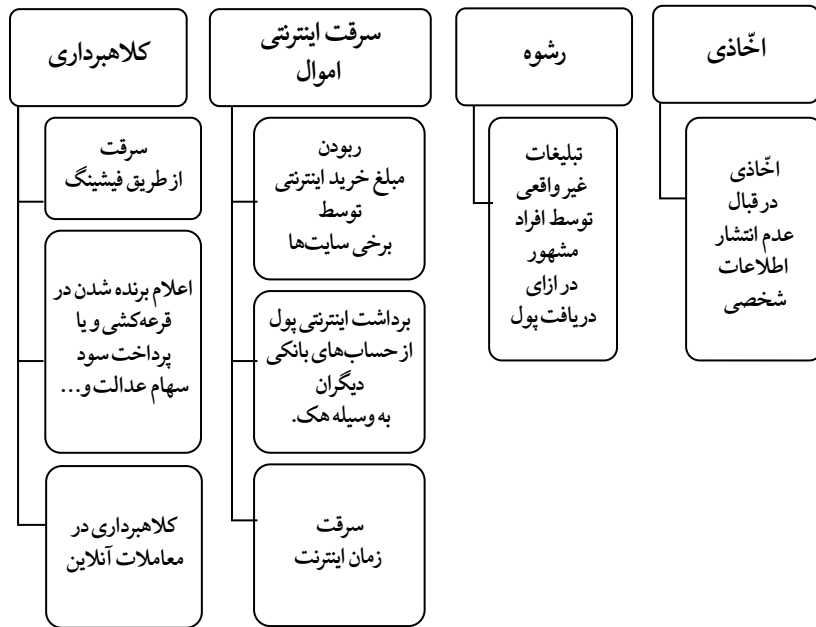 اخّاذی
اخّاذی
در قبال
عدم انتشار
اطلاعات
شخصی
رشوه
تبلیغات
غیر واقعی
توسط افراد
مشهور
در ازای
دریافت پول
سرقت اینترنتی
اموال
ربودن
مبلغ خرید اینترنتی
توسط
برخی سایت‌ها
برداشت اینترنتی پول
از حساب‌های بانکی
دیگران
به وسیله هک.
سرقت
زمان اینترنت
کلاهبرداری
سرقت
از طریق فیشینگ
اعلام برنده شدن در
قرعه‌کشی و یا
پرداخت سود
سهام عدالت و...
کلاهبرداری در
معاملات آنلاین